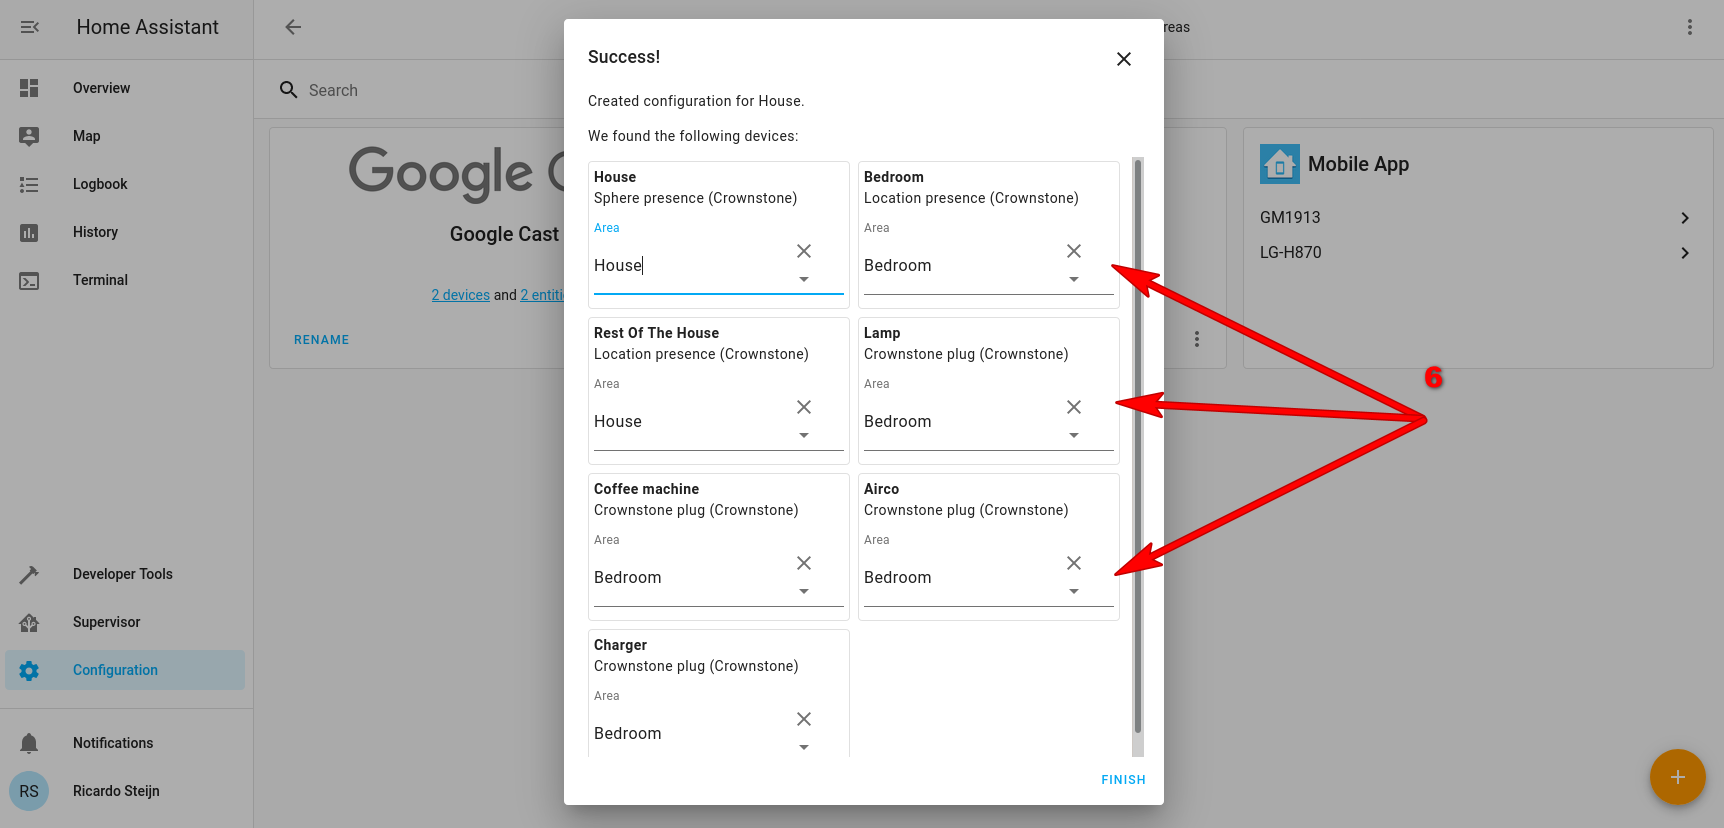 Home Assistant
reas
Overview
Map
Logbook
History
Terminal
Developer Tools
Supervisor
Configuration
Notifications
RS
Ricardo Steijn
Search
Google C
Google Cast
2 devices and 2 entiti
RENAME
Success!
Created configuration for House.
We found the following devices:
House
Sphere presence (Crownstone)
Area
House
Bedroom
Location presence (Crownstone)
Area
Bedroom
Rest Of The House
Location presence (Crownstone)
Area
House
Lamp
Crownstone plug (Crownstone)
Area
Bedroom
Coffee machine
Crownstone plug (Crownstone)
Area
Bedroom
Airco
Crownstone plug (Crownstone)
Area
Bedroom
Charger
Crownstone plug (Crownstone)
Area
Bedroom
FINISH
Mobile App
GM1913
LG-H870
6